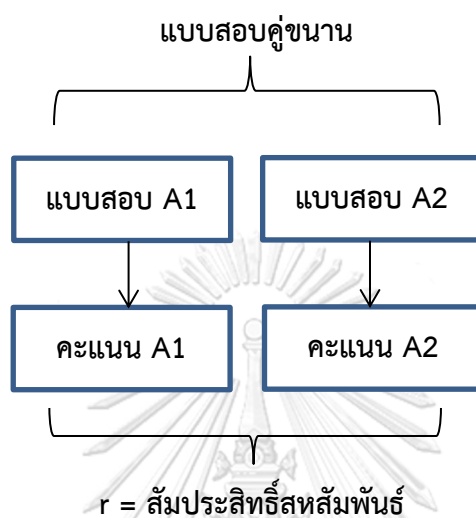 แบบสอบคู่ขนาน
แบบสอบ A1
แบบสอบ A2
คะแนน A1
คะแนน A2
r = สัมประสิทธิ์สหสัมพันธ์